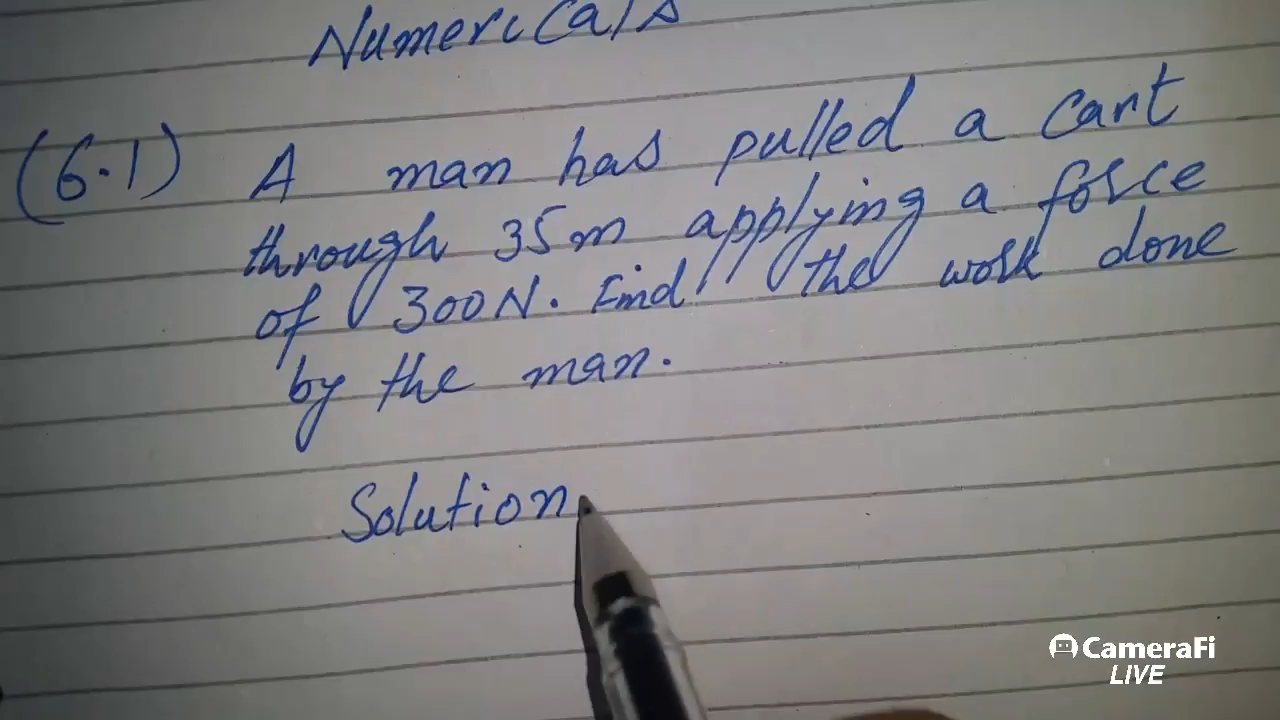 Numericals
(6.1) A man has pulled a cart
through 35m applying a force
of 300N. Find the work done
by the man.
Solution
CameraFi
LIVE